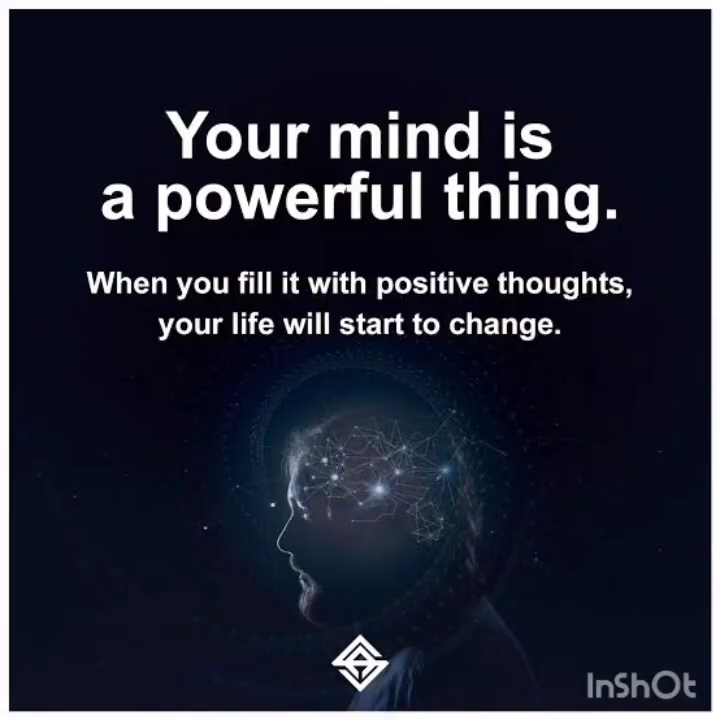 Your mind is
a powerful thing.
When you fill it with positive thoughts,
your life will start to change.
InShOt